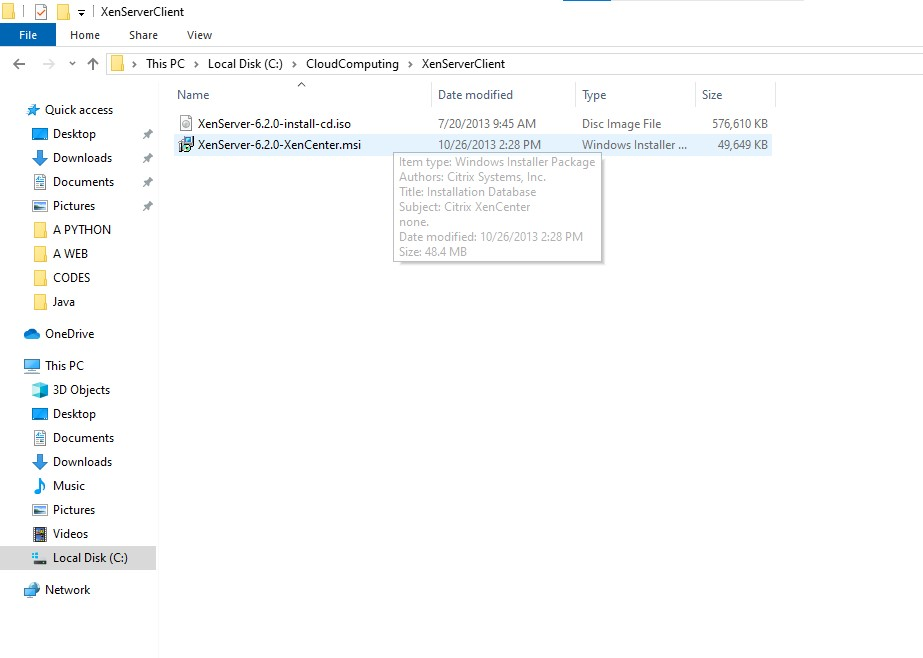 XenServerClient
File Home Share View
This PC Local Disk (C:) CloudComputing XenServerClient
Name Date modified Type Size
Quick access
Desktop
Downloads
Documents
Pictures
A PYTHON
A WEB
CODES
Java
OneDrive
This PC
3D Objects
Desktop
Documents
Downloads
Music
Pictures
Videos
Local Disk (C:)
Network
XenServer-6.2.0-install-cd.iso 7/20/2013 9:45 AM Disc Image File 576,610 KB
XenServer-6.2.0-XenCenter.msi 10/26/2013 2:28 PM Windows Installer ... 49,649 KB
Item type: Windows Installer Package
Authors: Citrix Systems, Inc.
Title: Installation Database
Subject: Citrix XenCenter
none.
Date modified: 10/26/2013 2:28 PM
Size: 48.4 MB